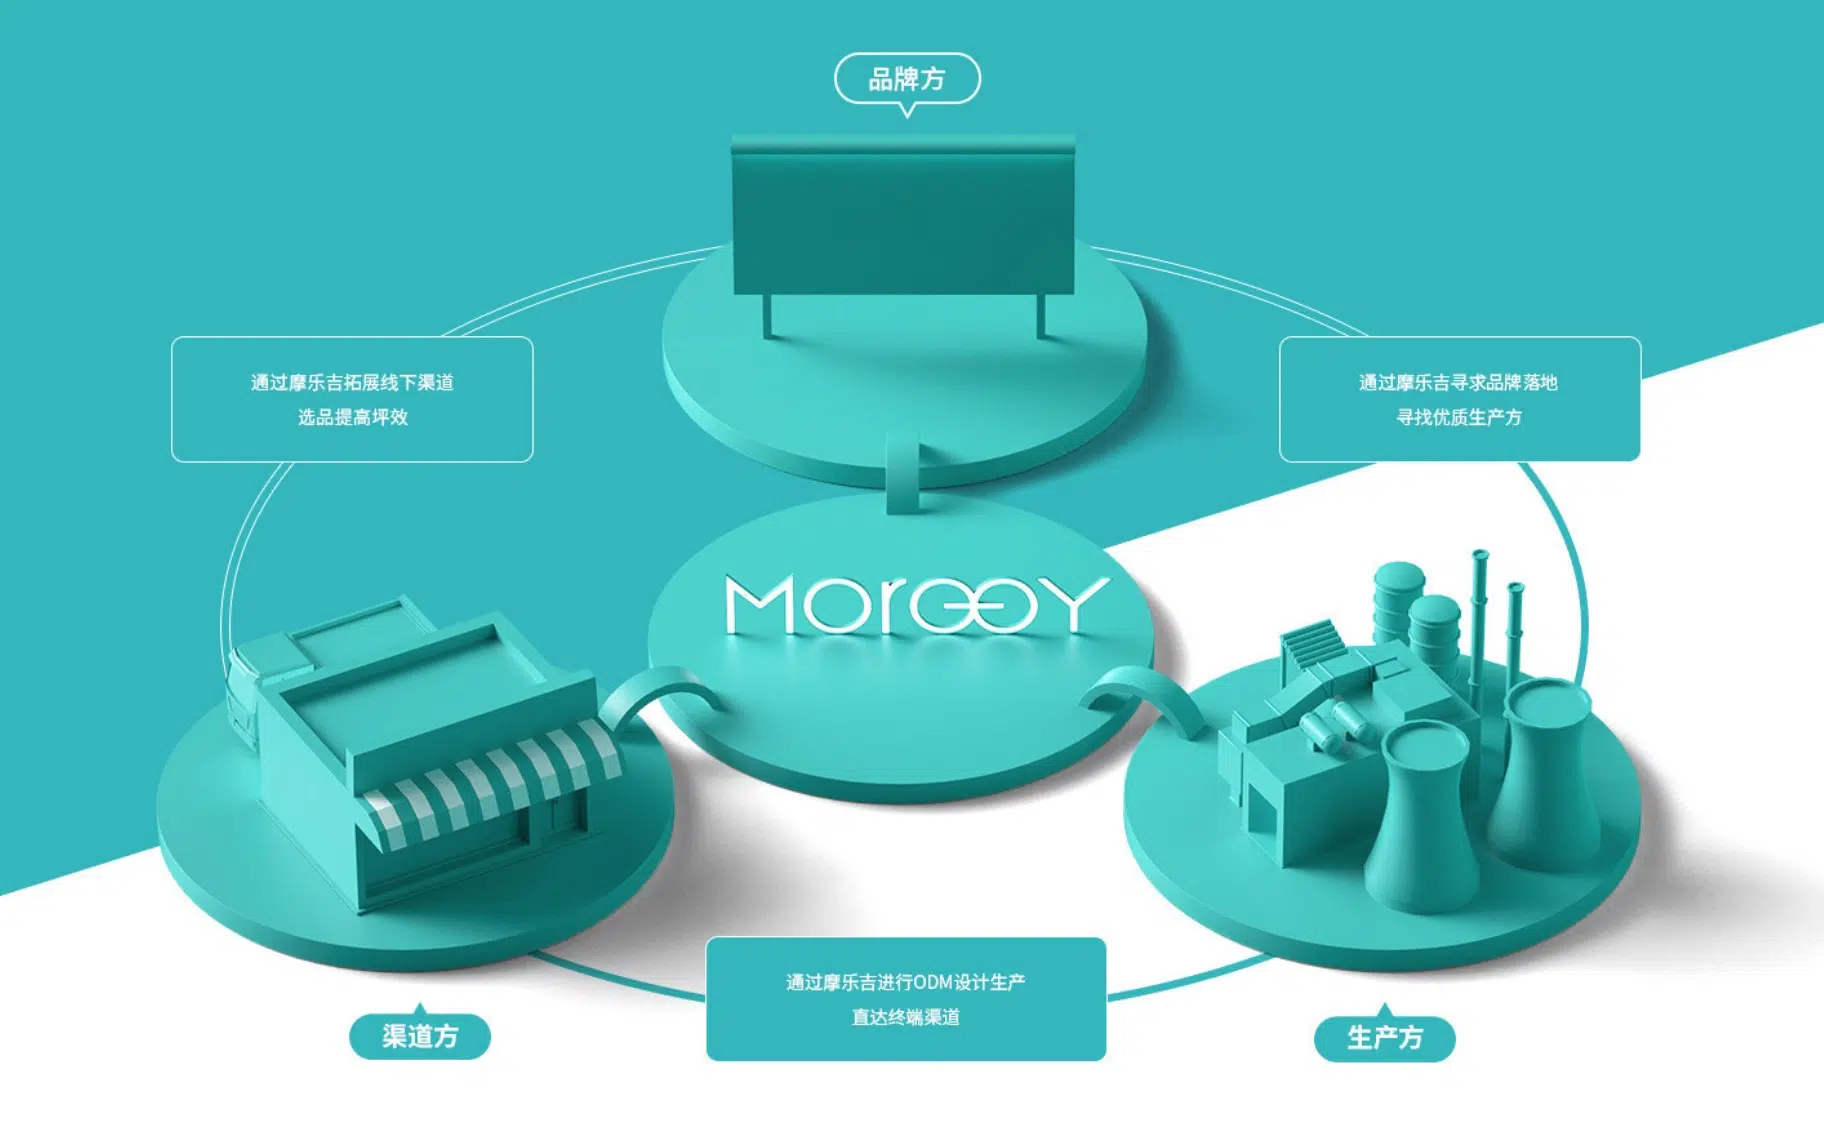 品牌方
通过摩乐吉拓展线下渠道
选品提高坪效
通过摩乐吉寻求品牌落地
寻找优质生产方
MorGOY
通过摩乐吉进行ODM设计生产
直达终端渠道
渠道方
生产方